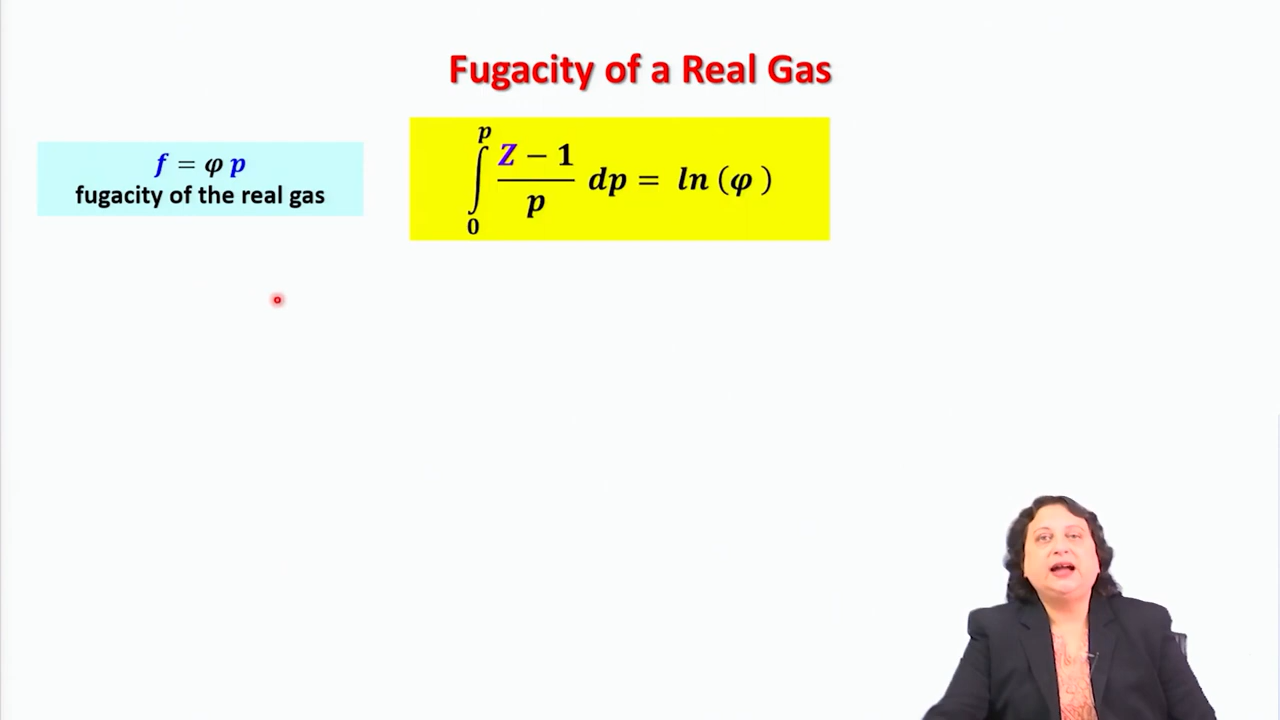 Fugacity of a Real Gas
f = φ p
fugacity of the real gas
∫₀ᵖ (Z − 1)/p dp = ln (φ )